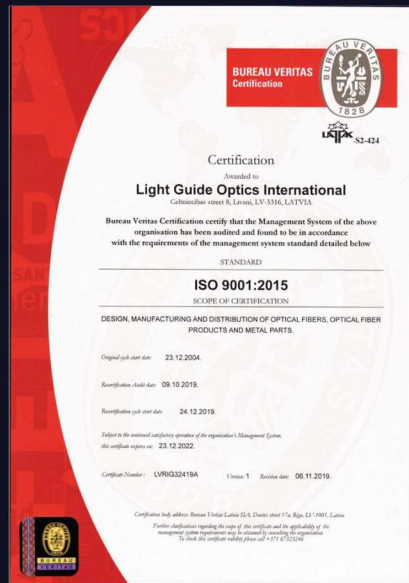 BUREAU VERITAS
Certification
BUREAU VERITAS
1828
LATAK
-S2-424
Certification
Awarded to
Light Guide Optics International
Celtniecibas street 8, Livani, LV-5316, LATVIA
Bureau Veritas Certification certify that the Management System of the above
organisation has been audited and found to be in accordance
with the requirements of the management system standard detailed below
STANDARD
ISO 9001:2015
SCOPE OF CERTIFICATION
DESIGN, MANUFACTURING AND DISTRIBUTION OF OPTICAL FIBERS, OPTICAL FIBER
PRODUCTS AND METAL PARTS.
Original cycle start date: 23.12.2004.
Recertification Audit date: 09.10.2019.
Recertification cycle start date: 24.12.2019.
Subject to the continued satisfactory operation of the organisation's Management System,
this certificate expires on: 23.12.2022.
Certificate Number : LVRIG32419A Version: 1 Revision date: 06.11.2019.
Certification body address: Bureau Veritas Latvia SIA, Duntes street 17a, Riga, LV-1005, Latvia
Further clarifications regarding the scope of this certificate and the applicability of the
management system requirements may be obtained by consulting the organisation.
To check this certificate validity please call +371 67323246
BUREAU
VERITAS